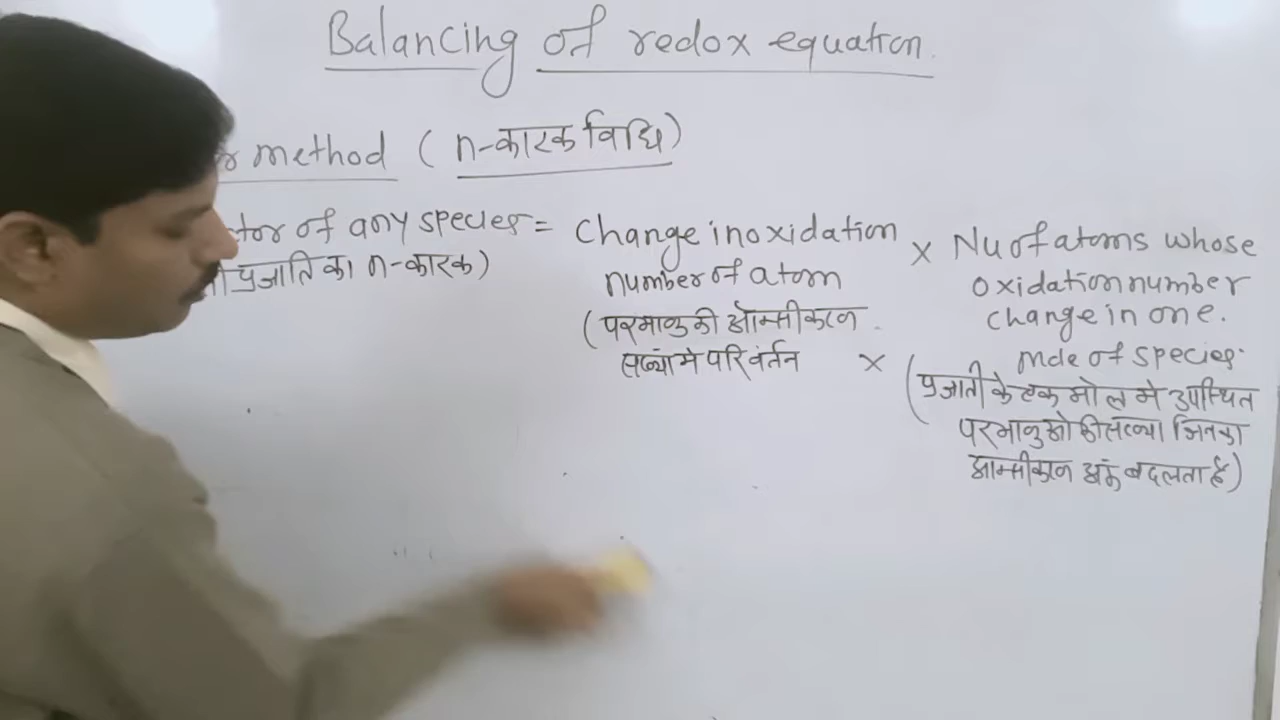 Balancing of redox equation.
method ( n-कारक विधि)
tor of any species = Change in oxidation × Nu of atoms whose
प्रजाति का n-कारक) number of atom oxidation number
(परमाणु की ऑक्सीकरण change in one.
संख्या मे परिवर्तन × mole of species.
(प्रजाती के एक मोल मे उपस्थित
परमाणुओ की संख्या जिनका
ऑक्सीकरण अंक बदलता है)